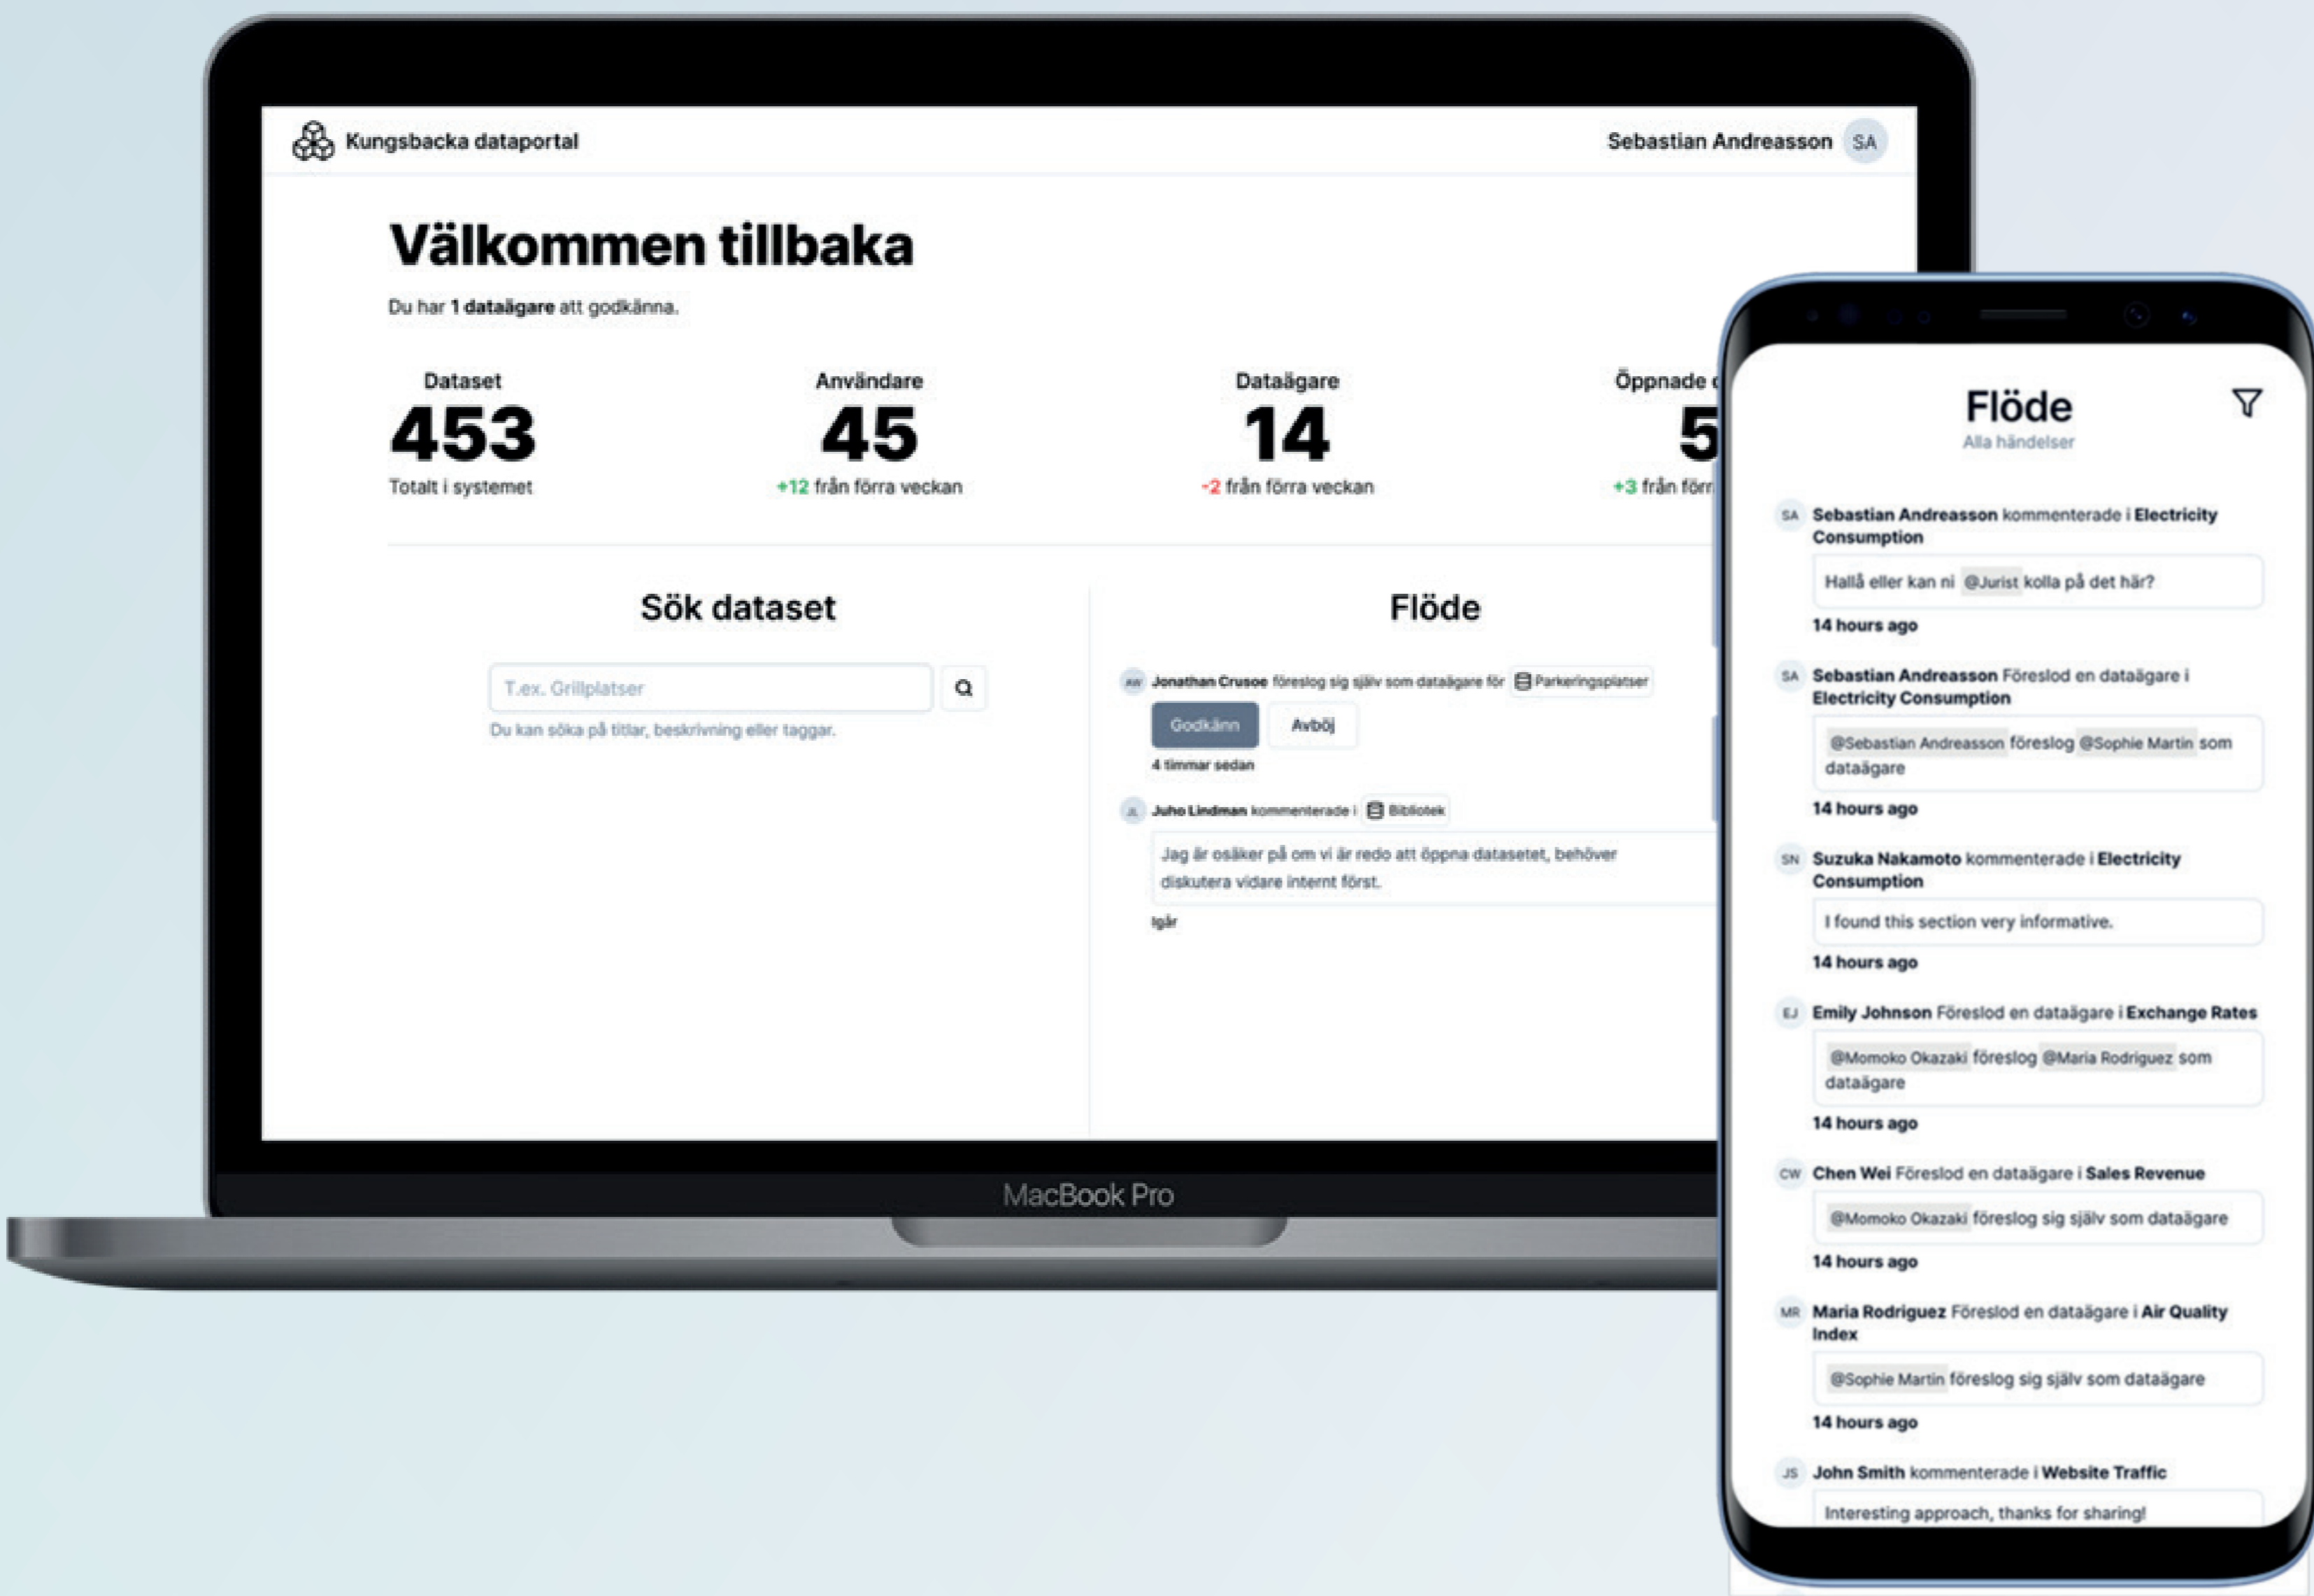 Kungsbacka dataportal
Sebastian Andreasson SA
Välkommen tillbaka
Du har 1 dataägare att godkänna.
Dataset
453
Totalt i systemet
Användare
45
+12 från förra veckan
Dataägare
14
-2 från förra veckan
Öppnade
5
+3 från förr
Sök dataset
T.ex. Grillplatser
Du kan söka på titlar, beskrivning eller taggar.
Flöde
AW Jonathan Crusoe föreslog sig själv som dataägare för Parkeringsplatser
Godkänn Avböj
4 timmar sedan
JL Juho Lindman kommenterade i Bibliotek
Jag är osäker på om vi är redo att öppna datasetet, behöver
diskutera vidare internt först.
Igår
MacBook Pro
Flöde
Alla händelser
SA Sebastian Andreasson kommenterade i Electricity
Consumption
Hallå eller kan ni @Jurist kolla på det här?
14 hours ago
SA Sebastian Andreasson Föreslod en dataägare i
Electricity Consumption
@Sebastian Andreasson föreslog @Sophie Martin som
dataägare
14 hours ago
SN Suzuka Nakamoto kommenterade i Electricity
Consumption
I found this section very informative.
14 hours ago
EJ Emily Johnson Föreslod en dataägare i Exchange Rates
@Momoko Okazaki föreslog @Maria Rodriguez som
dataägare
14 hours ago
CW Chen Wei Föreslod en dataägare i Sales Revenue
@Momoko Okazaki föreslog sig själv som dataägare
14 hours ago
MR Maria Rodriguez Föreslod en dataägare i Air Quality
Index
@Sophie Martin föreslog sig själv som dataägare
14 hours ago
JS John Smith kommenterade i Website Traffic
Interesting approach, thanks for sharing!